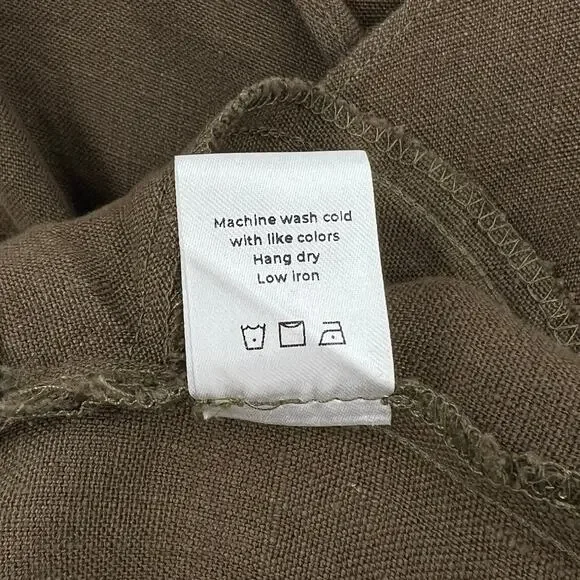 Machine wash cold
with like colors
Hang dry
Low iron